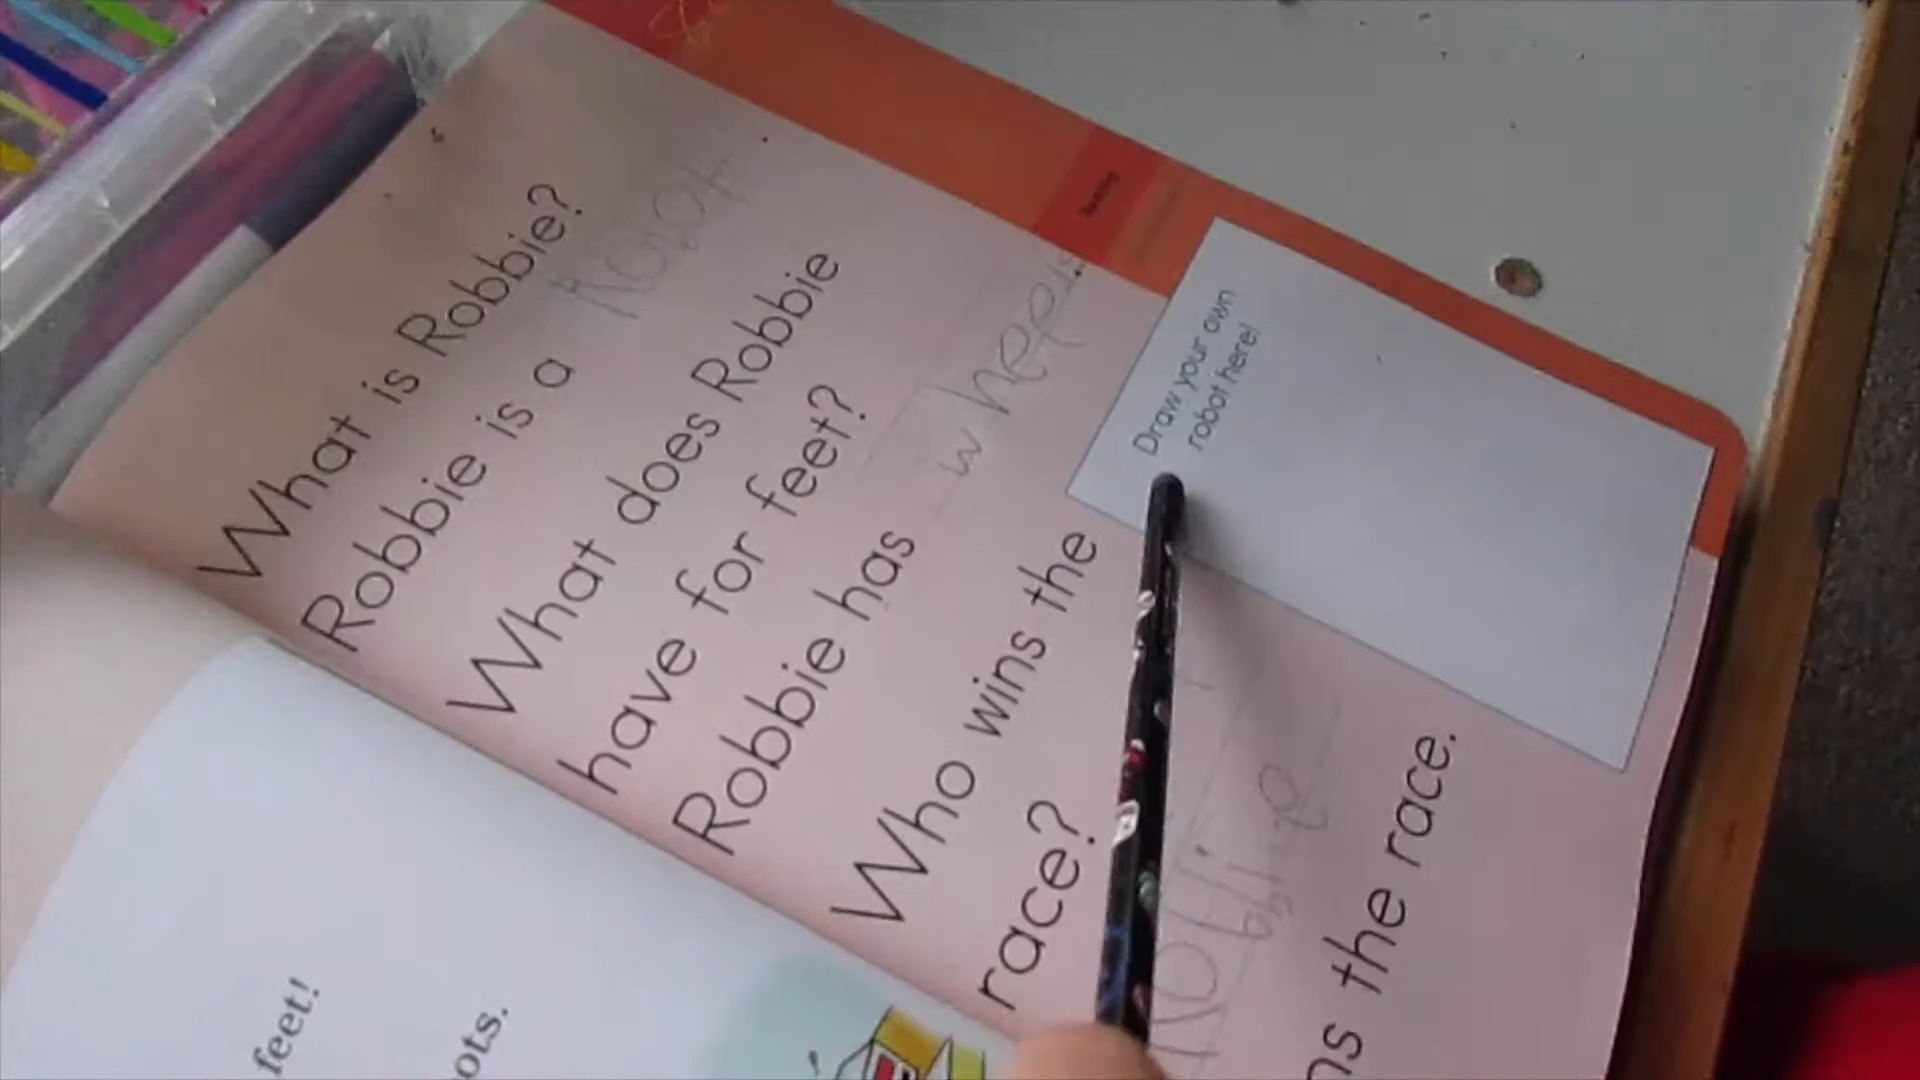 What is Robbie?
Robbie is a Robot
What does Robbie
have for feet?
Robbie has wheels
Who wins the
race?
Robbie
ns the race.
Draw your own
robot here!
feet!
ots.